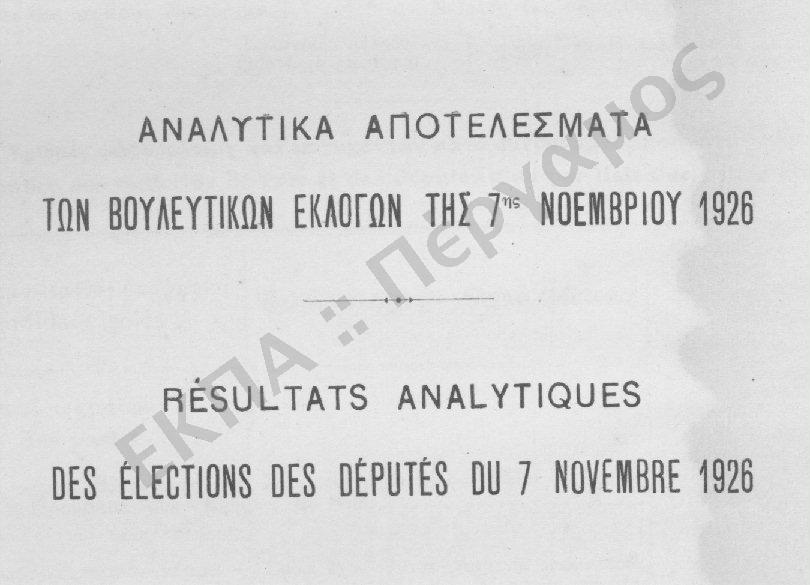 ΑΝΑΛΥΤΙΚΑ ΑΠΟΤΕΛΕΣΜΑΤΑ
ΤΩΝ ΒΟΥΛΕΥΤΙΚΩΝ ΕΚΛΟΓΩΝ ΤΗΣ 7ης ΝΟΕΜΒΡΙΟΥ 1926
ΕΚΠΑ :: Πέργαμος
RÉSULTATS ANALYTIQUES
DES ÉLECTIONS DES DÉPUTÉS DU 7 NOVEMBRE 1926